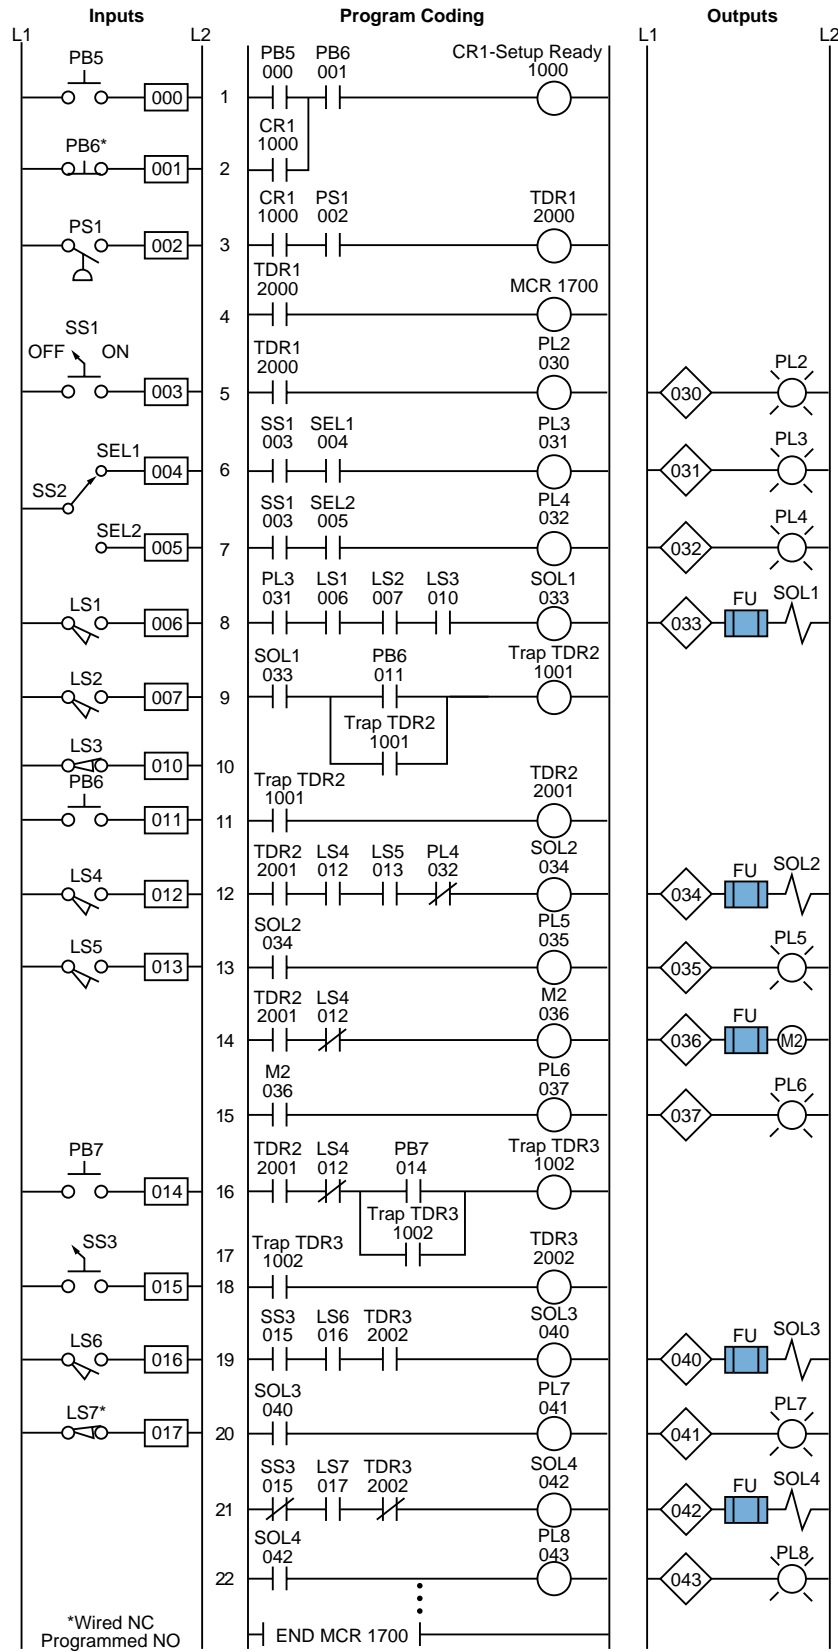 Inputs Program Coding Outputs
L1 L2 L1 L2
PB5 PB5 PB6 CR1-Setup Ready
000 001 1000
000 1
CR1
1000
PB6* 001 2
CR1 PS1 TDR1
1000 002 2000
PS1 002 3
TDR1
2000 MCR 1700
4
SS1
OFF ON TDR1 PL2
2000 030
003 5 030 PL2
SS1 SEL1 PL3
003 004 031
SEL1 004 6 031 PL3
SS2
SS1 SEL2 PL4
003 005 032
SEL2 005 7 032 PL4
PL3 LS1 LS2 LS3 SOL1
031 006 007 010 033
LS1 006 8 033 FU SOL1
SOL1 PB6 Trap TDR2
033 011 1001
LS2 007 9
Trap TDR2
1001
LS3 010 10
PB6 Trap TDR2 TDR2
1001 2001
011 11
TDR2 LS4 LS5 PL4 SOL2
2001 012 013 032 034
LS4 012 12 034 FU SOL2
SOL2 PL5
034 035
LS5 013 13 035 PL5
TDR2 LS4 M2
2001 012 036
14 036 FU M2
M2 PL6
036 037
15 037 PL6
TDR2 LS4 PB7 Trap TDR3
2001 012 014 1002
PB7 014 16
Trap TDR3
1002
17
Trap TDR3 TDR3
1002 2002
SS3 015 18
SS3 LS6 TDR3 SOL3
015 016 2002 040
LS6 016 19 040 FU SOL3
SOL3 PL7
040 041
LS7* 017 20 041 PL7
SS3 LS7 TDR3 SOL4
015 017 2002 042
21 042 FU SOL4
SOL4 PL8
042 043
22 043 PL8
*Wired NC
Programmed NO
END MCR 1700